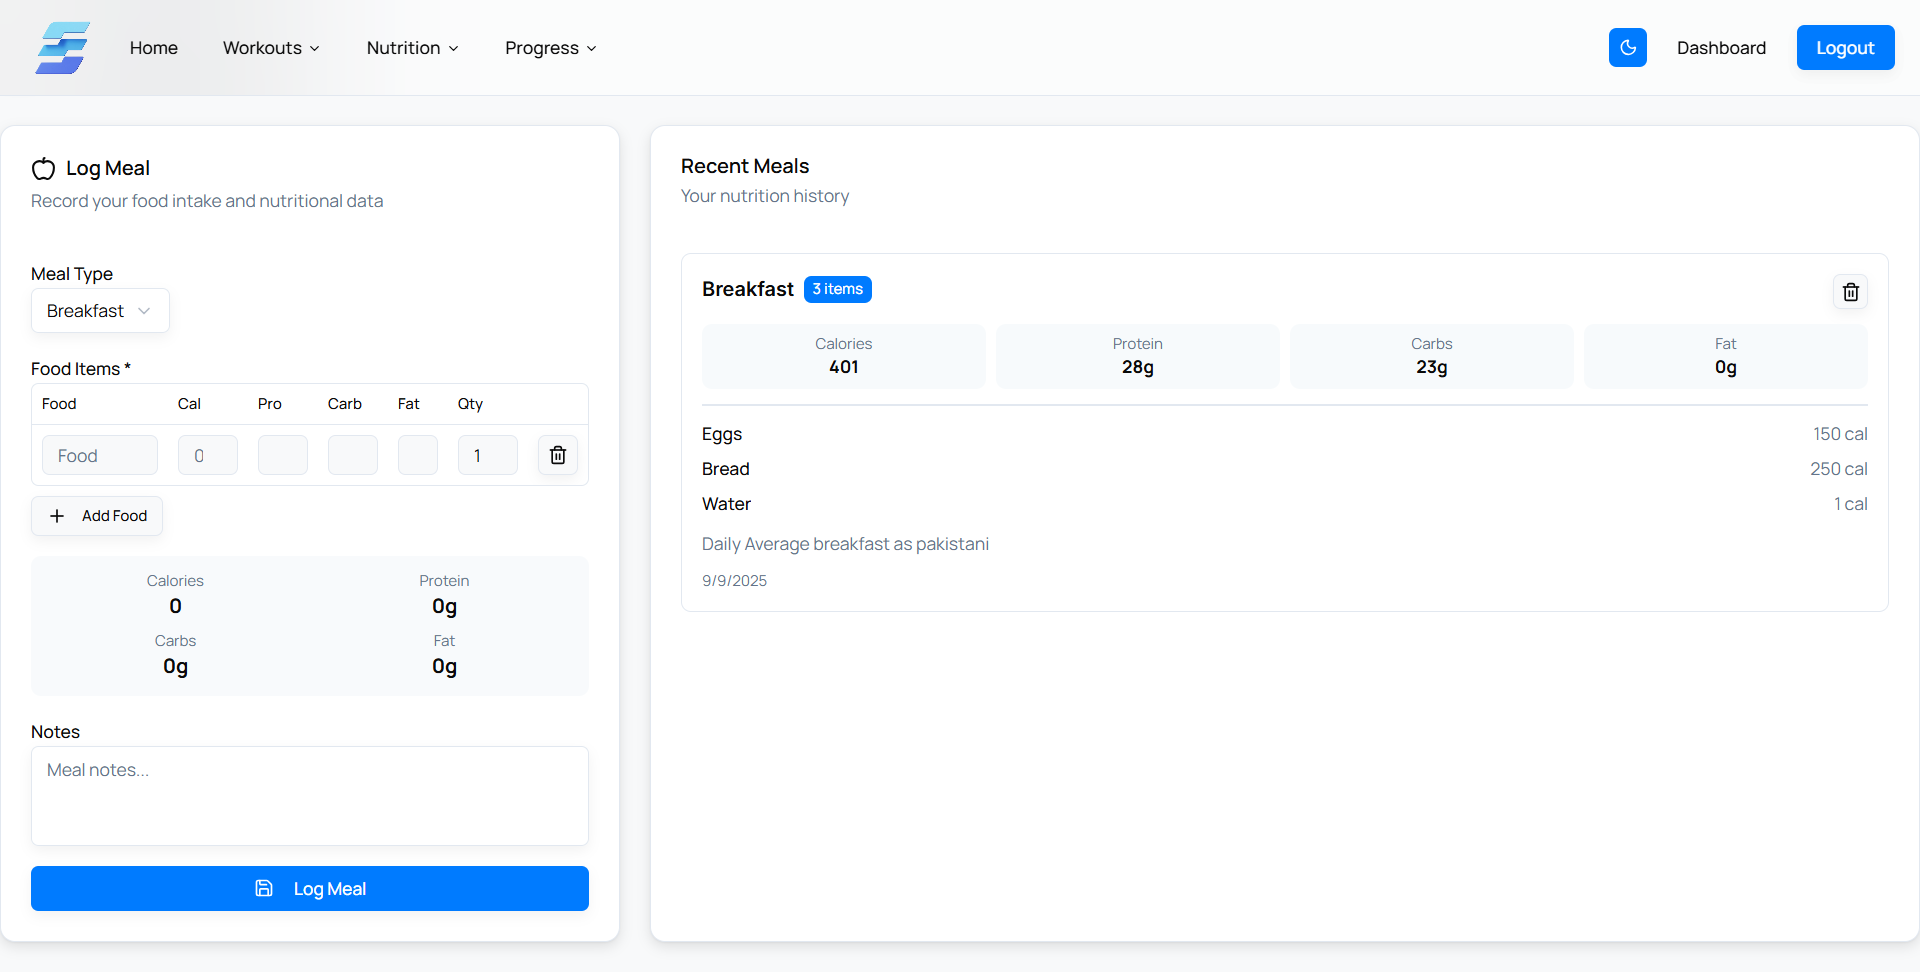 Home Workouts Nutrition Progress Dashboard Logout
Log Meal
Record your food intake and nutritional data
Meal Type
Breakfast
Food Items *
Food Cal Pro Carb Fat Qty
Food 0 1
Add Food
Calories Protein
0 0g
Carbs Fat
0g 0g
Notes
Meal notes...
Log Meal
Recent Meals
Your nutrition history
Breakfast 3 items
Calories Protein Carbs Fat
401 28g 23g 0g
Eggs 150 cal
Bread 250 cal
Water 1 cal
Daily Average breakfast as pakistani
9/9/2025